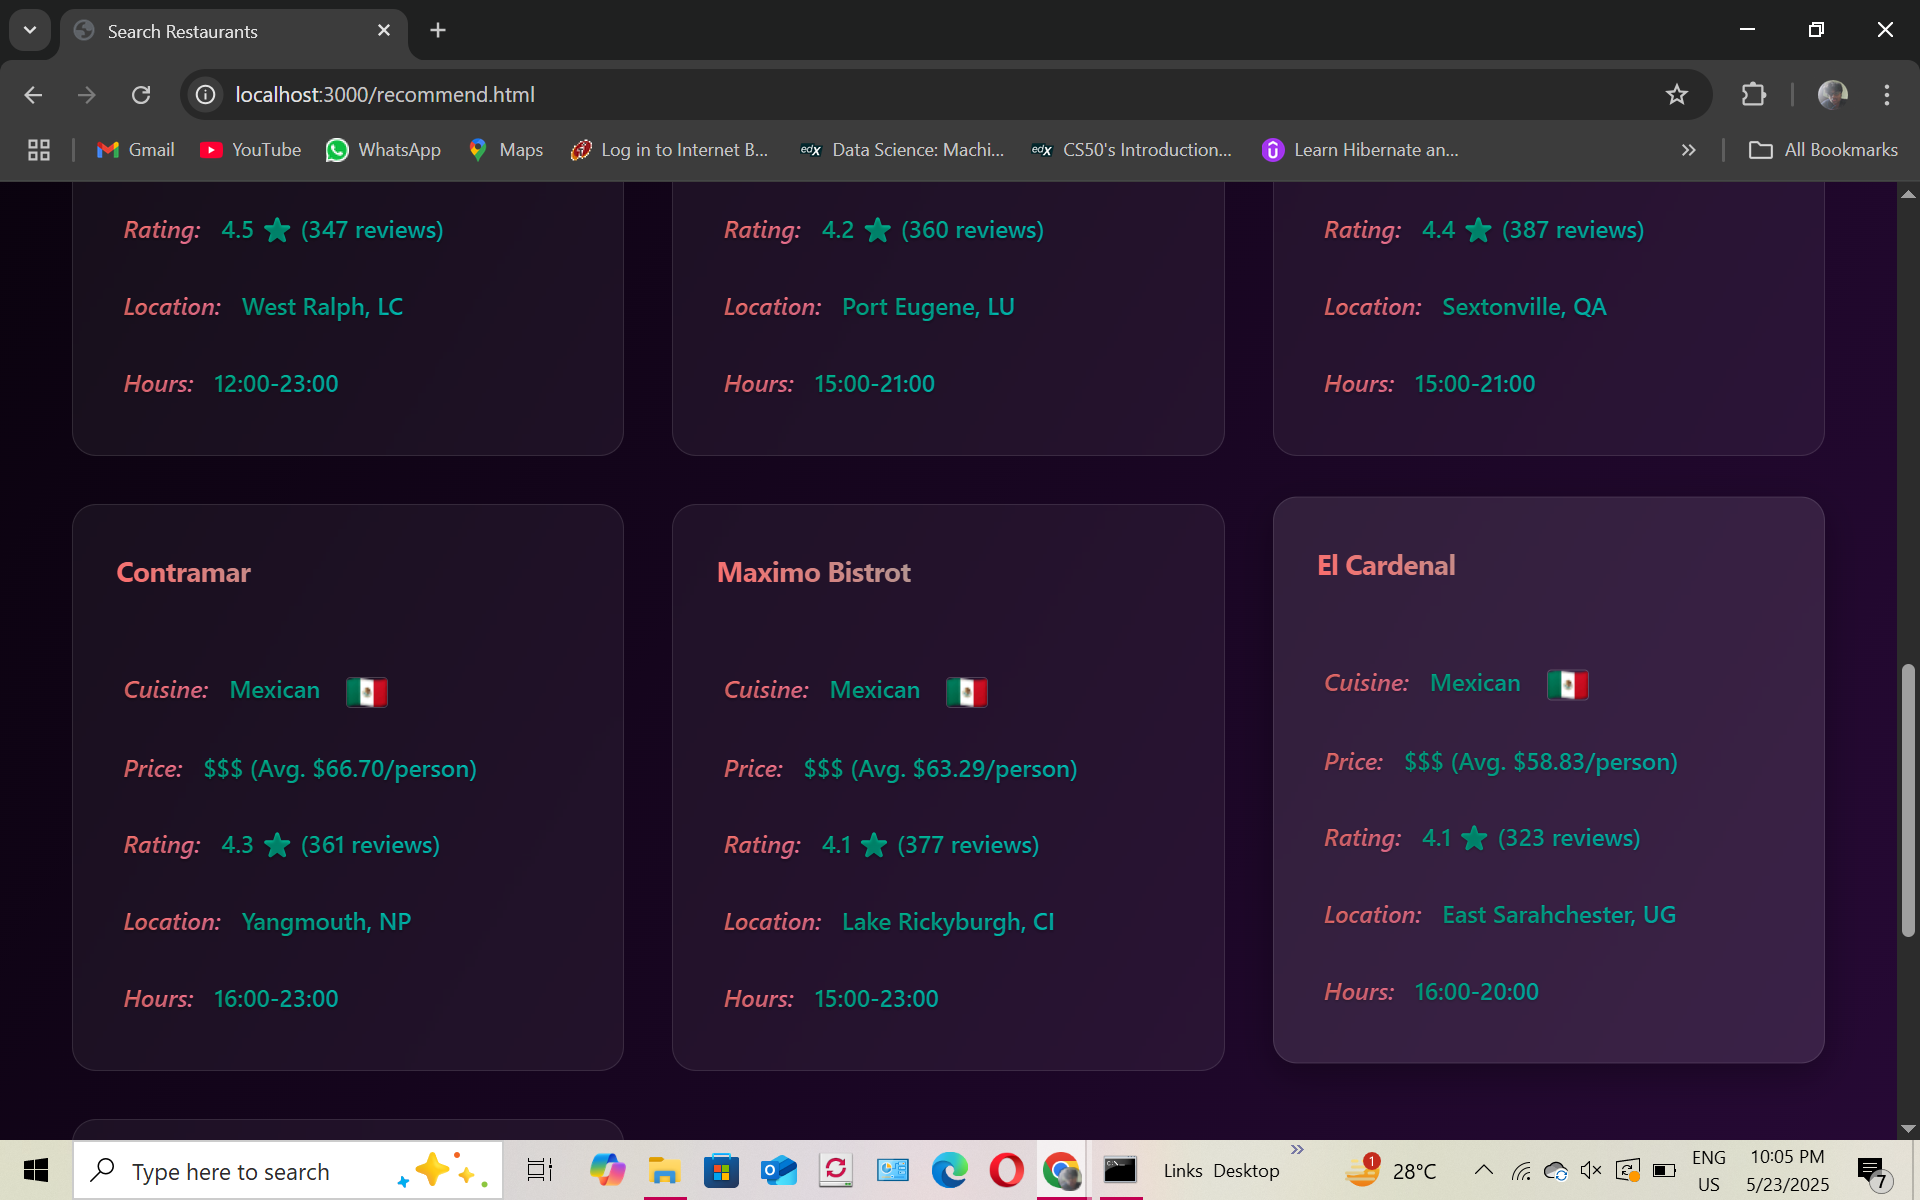 Search Restaurants
localhost:3000/recommend.html
Gmail YouTube WhatsApp Maps Log in to Internet B... edX Data Science: Machi... edX CS50's Introduction... Learn Hibernate an... » All Bookmarks
Rating: 4.5 ★ (347 reviews)
Location: West Ralph, LC
Hours: 12:00-23:00
Rating: 4.2 ★ (360 reviews)
Location: Port Eugene, LU
Hours: 15:00-21:00
Rating: 4.4 ★ (387 reviews)
Location: Sextonville, QA
Hours: 15:00-21:00
Contramar
Cuisine: Mexican
Price: $$$ (Avg. $66.70/person)
Rating: 4.3 ★ (361 reviews)
Location: Yangmouth, NP
Hours: 16:00-23:00
Maximo Bistrot
Cuisine: Mexican
Price: $$$ (Avg. $63.29/person)
Rating: 4.1 ★ (377 reviews)
Location: Lake Rickyburgh, CI
Hours: 15:00-23:00
El Cardenal
Cuisine: Mexican
Price: $$$ (Avg. $58.83/person)
Rating: 4.1 ★ (323 reviews)
Location: East Sarahchester, UG
Hours: 16:00-20:00
Type here to search
Links Desktop »
1
28°C
ENG
US
10:05 PM
5/23/2025
7